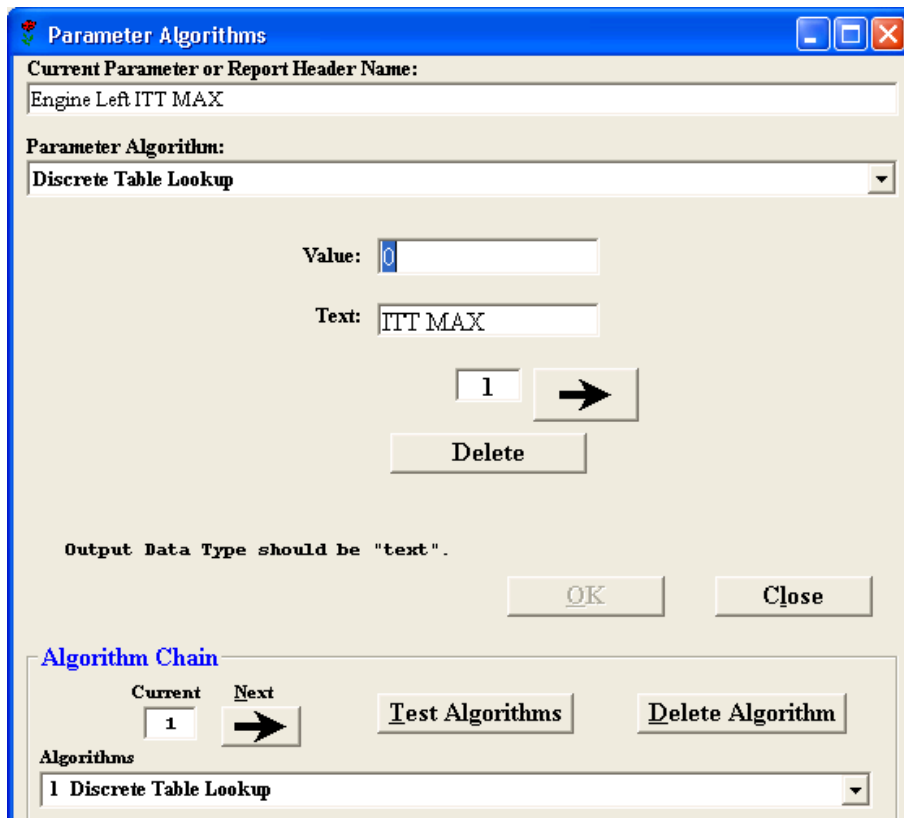 Parameter Algorithms
Current Parameter or Report Header Name:
Engine Left ITT MAX
Parameter Algorithm:
Discrete Table Lookup
Value: 0
Text: ITT MAX
1
Delete
Output Data Type should be "text".
OK Close
Algorithm Chain
Current Next
1 Test Algorithms Delete Algorithm
Algorithms
1 Discrete Table Lookup